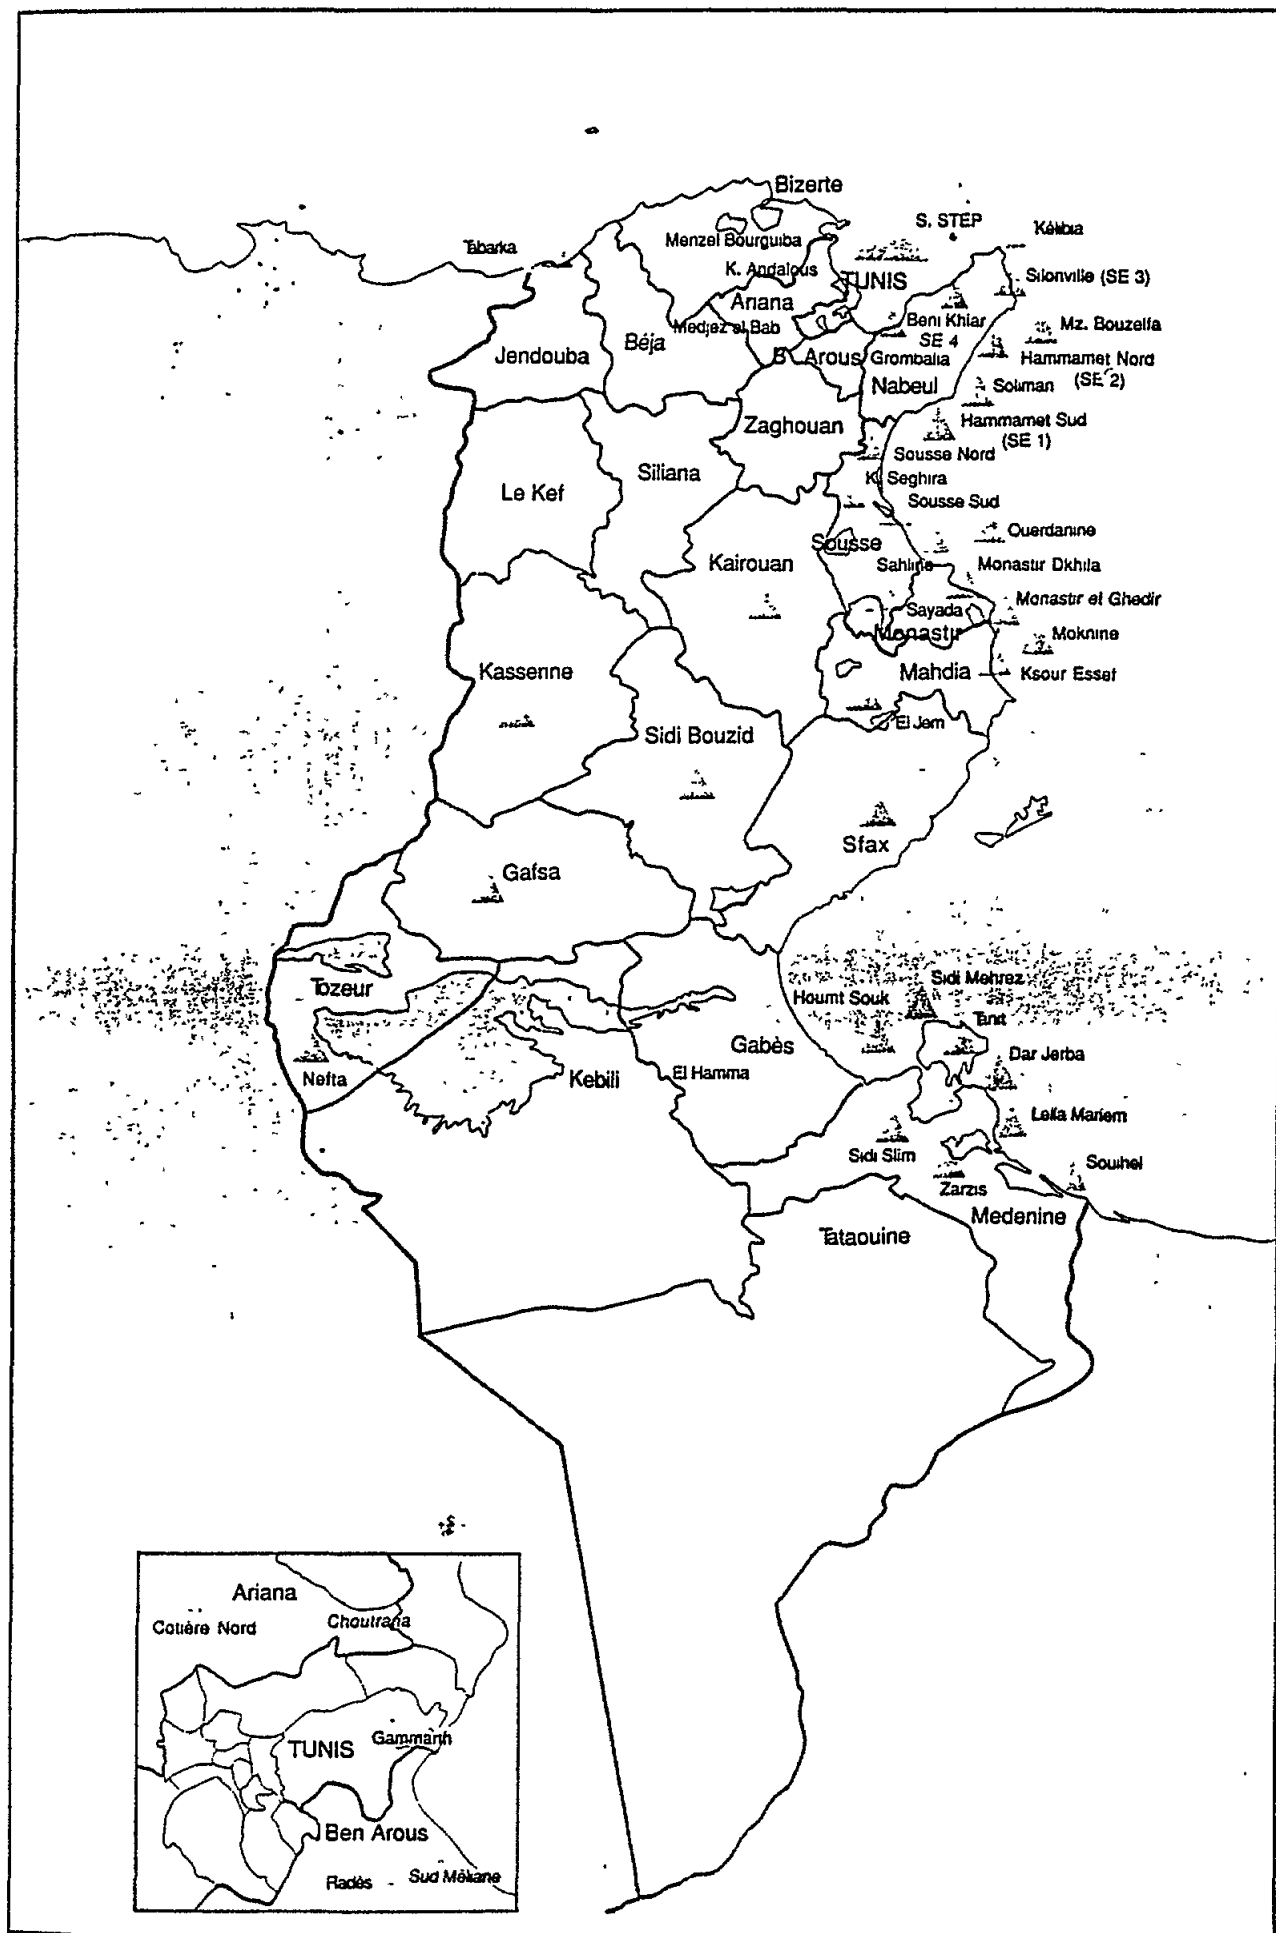 Bizerte
S. STEP
Kélibia
Menzel Bourguiba
Tabarka
K. Andalous
TUNIS
Silonville (SE 3)
Ariana
Medjez el Bab
Beni Khiar
SE 4
Mz. Bouzelfa
Béja
Jendouba
B Arous
Grombalia
Hammamet Nord
(SE 2)
Nabeul
Soliman
Zaghouan
Hammamet Sud
(SE 1)
Sousse Nord
Siliana
K. Seghira
Le Kef
Sousse Sud
Ouerdanine
Sousse
Kairouan
Sahline
Monastir Dkhila
Monastir el Ghedir
Sayada
Monastir
Moknine
Kasserine
Mahdia
Ksour Essef
El Jem
Sidi Bouzid
Sfax
Gafsa
Sidi Mehrez
Tozeur
Houmt Souk
Tanit
Gabès
Dar Jerba
Nefta
Kebili
El Hamma
Lella Mariem
Sidi Slim
Souihel
Zarzis
Medenine
Tataouine
Ariana
Cotière Nord
Choutrana
Gammarth
TUNIS
Ben Arous
Radès
Sud Méliane